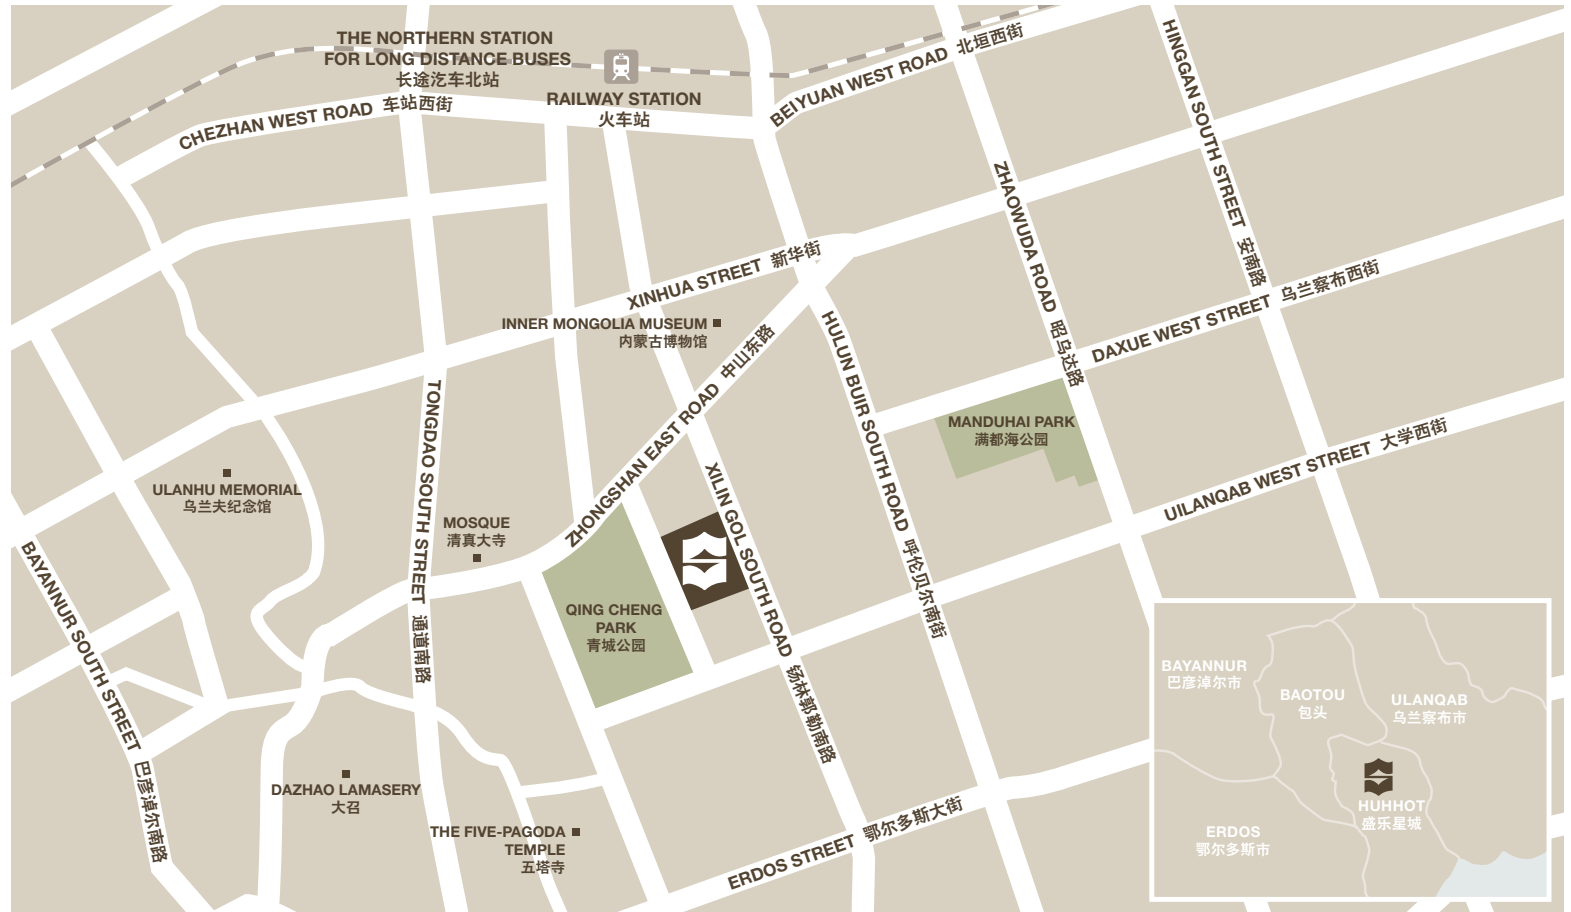 THE NORTHERN STATION
FOR LONG DISTANCE BUSES
长途汽车北站
RAILWAY STATION
火车站
CHEZHAN WEST ROAD 车站西街
BEIYUAN WEST ROAD 北垣西街
HINGGAN SOUTH STREET 安南路
ZHAOWUDA ROAD 昭乌达路
XINHUA STREET 新华街
INNER MONGOLIA MUSEUM
内蒙古博物馆
ZHONGSHAN EAST ROAD 中山东路
HULUN BUIR SOUTH ROAD 呼伦贝尔南街
DAXUE WEST STREET 乌兰察布西街
MANDUHAI PARK
满都海公园
UILANQAB WEST STREET 大学西街
TONGDAO SOUTH STREET 通道南路
XILIN GOL SOUTH ROAD 锡林郭勒南路
ULANHU MEMORIAL
乌兰夫纪念馆
MOSQUE
清真大寺
BAYANNUR SOUTH STREET 巴彦淖尔南路
QING CHENG
PARK
青城公园
DAZHAO LAMASERY
大召
THE FIVE-PAGODA
TEMPLE
五塔寺
ERDOS STREET 鄂尔多斯大街
BAYANNUR
巴彦淖尔市
BAOTOU
包头
ULANQAB
乌兰察布市
HUHHOT
盛乐星城
ERDOS
鄂尔多斯市